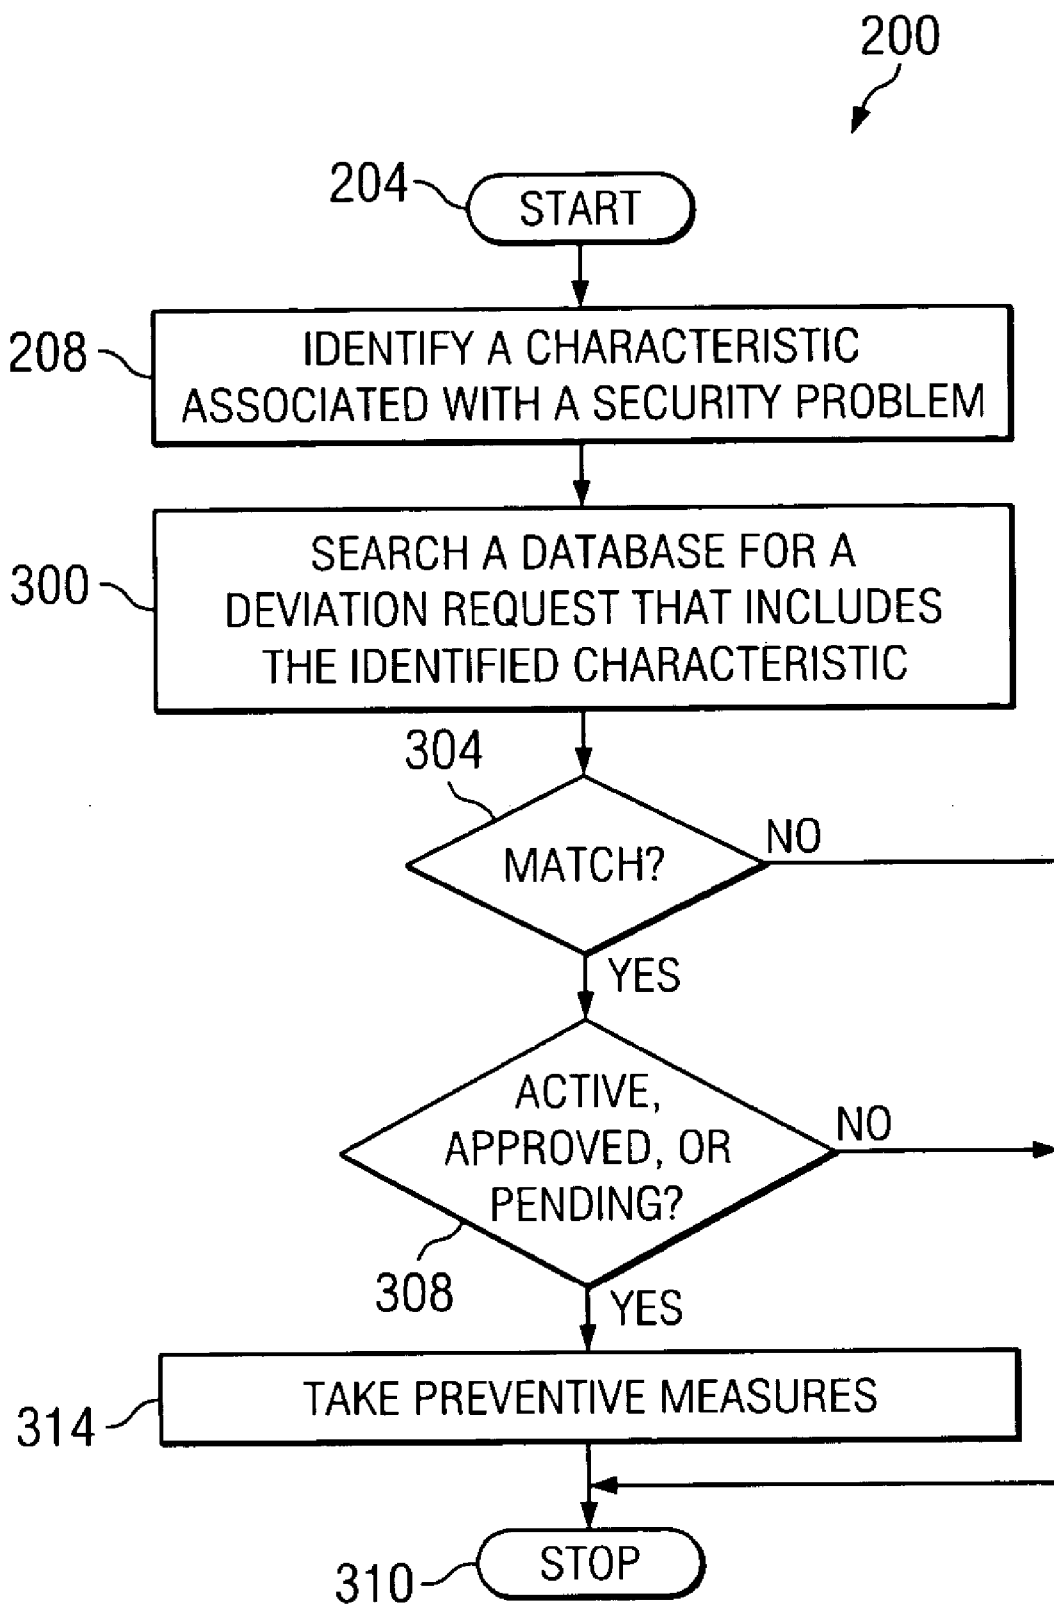 200
204
START
208
IDENTIFY A CHARACTERISTIC
ASSOCIATED WITH A SECURITY PROBLEM
300
SEARCH A DATABASE FOR A
DEVIATION REQUEST THAT INCLUDES
THE IDENTIFIED CHARACTERISTIC
304
MATCH?
NO
YES
ACTIVE,
APPROVED, OR
PENDING?
NO
308
YES
314
TAKE PREVENTIVE MEASURES
310
STOP